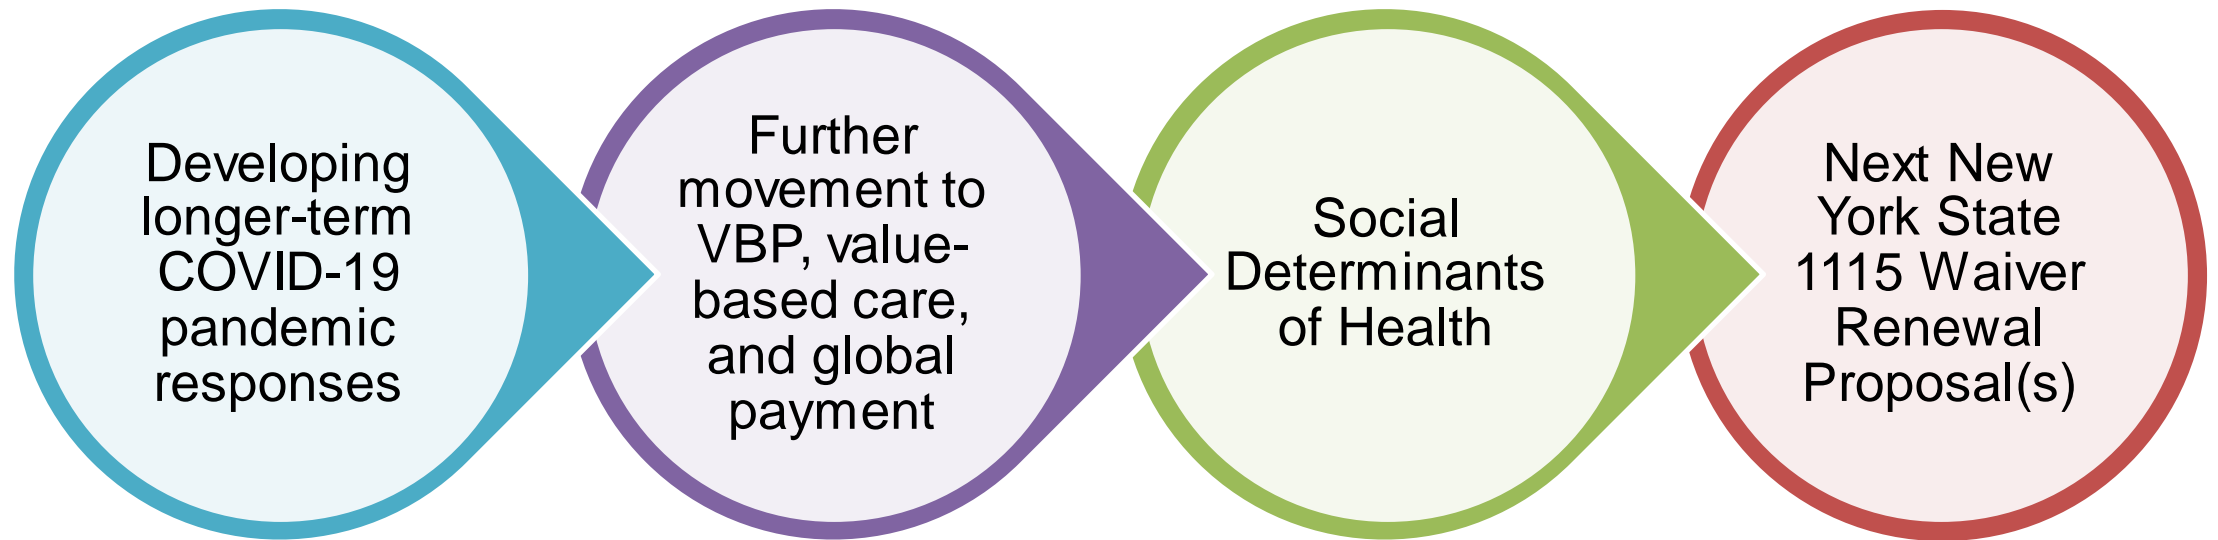 Developing
longer-term
COVID-19
pandemic
responses
Further
movement to
VBP, value-
based care,
and global
payment
Social
Determinants
of Health
Next New
York State
1115 Waiver
Renewal
Proposal(s)